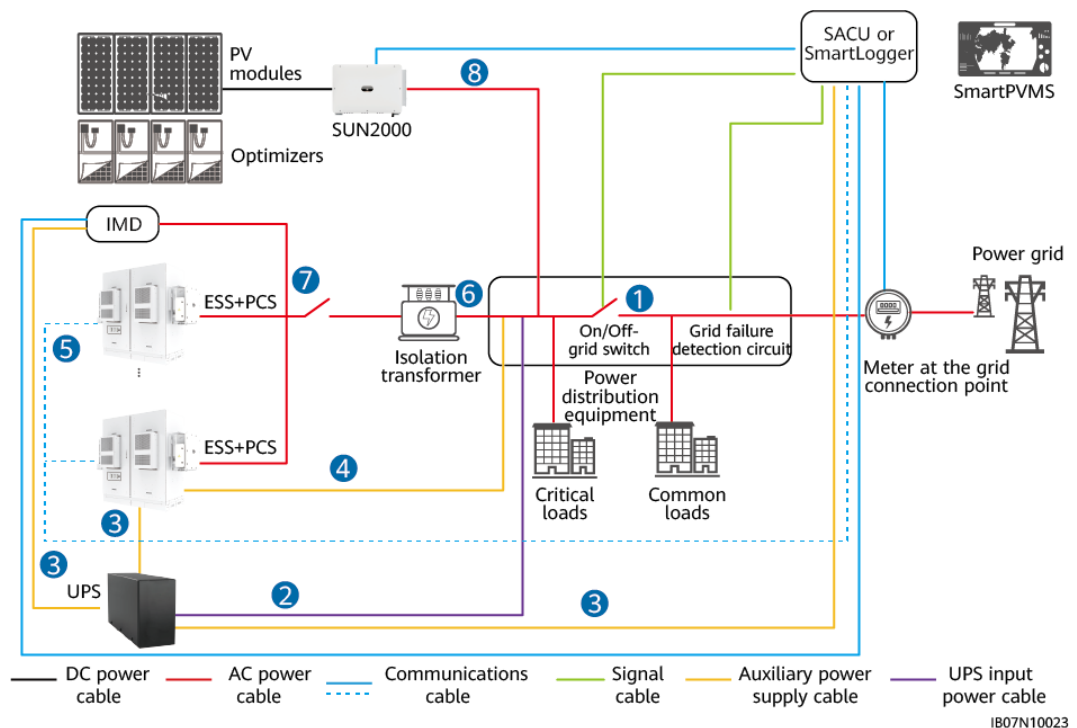 PV
modules
Optimizers
8
SUN2000
SACU or
SmartLogger
SmartPVMS
IMD
ESS+PCS
7
6
1
5
Isolation
transformer
On/Off-
grid switch
Grid failure
detection circuit
Power
distribution
equipment
Power grid
Meter at the grid
connection point
ESS+PCS
4
Critical
loads
Common
loads
3
3
UPS
2
3
DC power
cable
AC power
cable
Communications
cable
Signal
cable
Auxiliary power
supply cable
UPS input
power cable
IB07N10023